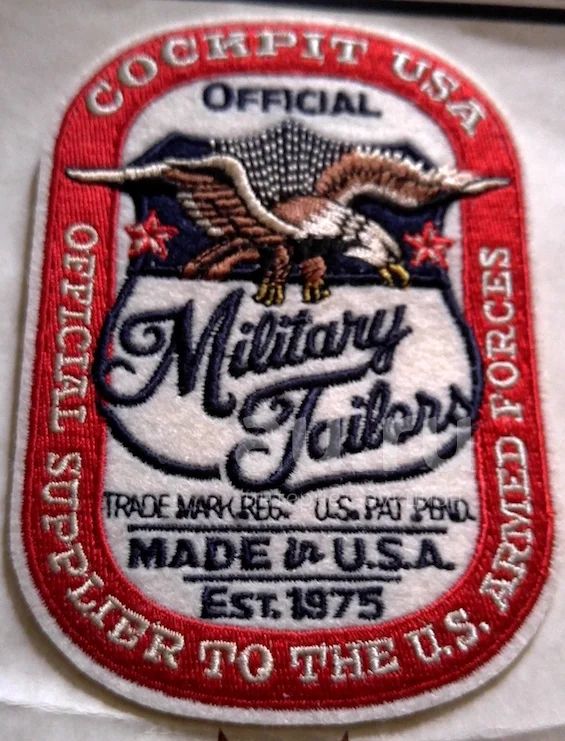 COCKPIT USA
OFFICIAL
Military
Tailors
TRADE MARK REG. U.S. PAT PEND.
MADE in U.S.A.
EST. 1975
OFFICIAL SUPPLIER TO THE U.S. ARMED FORCES